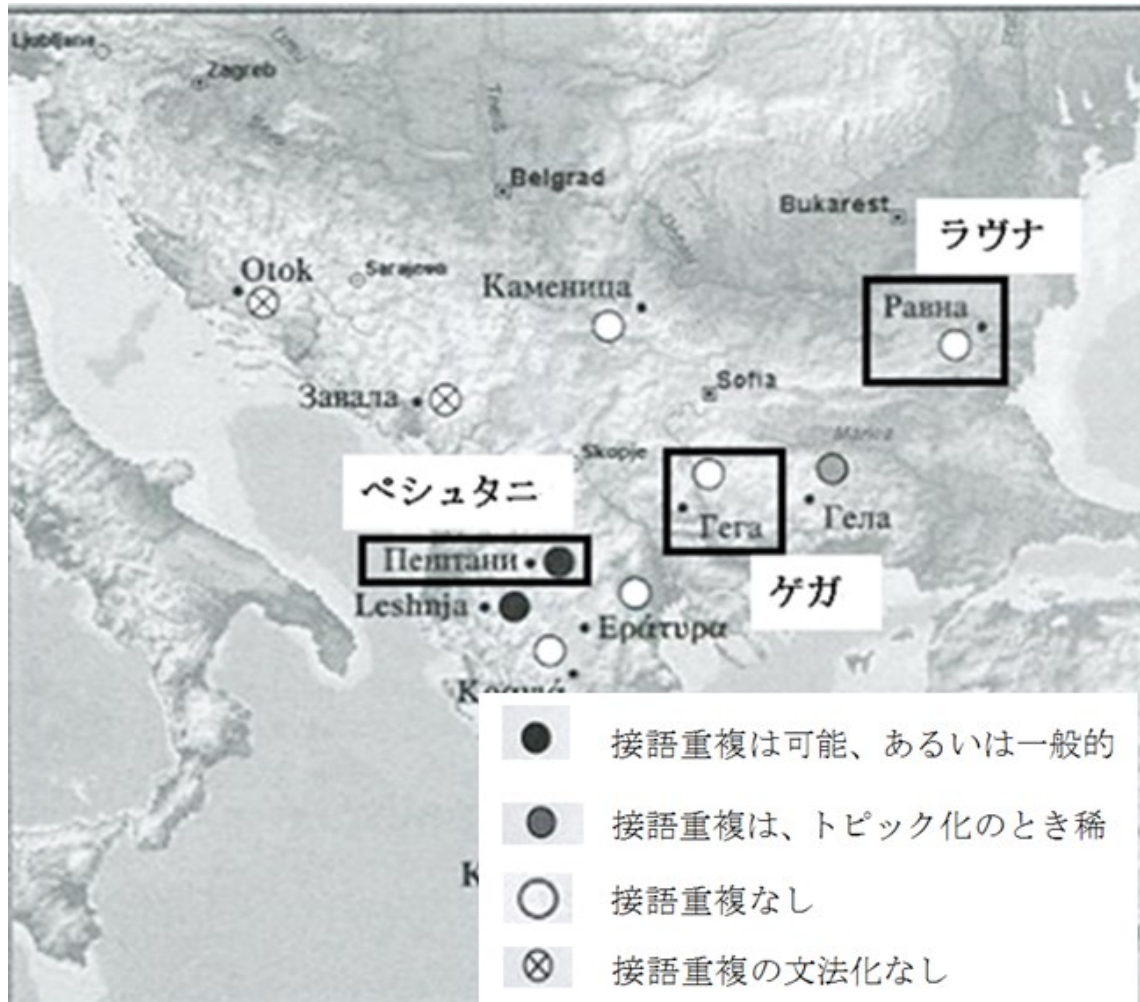 Ljubljana
Zagreb
Belgrad
Bukarest
ラヴナ
Otok
Sarajewo
Каменица
Равна
Sofia
Завала
Marica
Skopje
ペシュタニ
Гега
Гела
Пештани
ゲガ
Leshnja
Εράτυρα
接語重複は可能、あるいは一般的
接語重複は、トピック化のとき稀
K
接語重複なし
接語重複の文法化なし